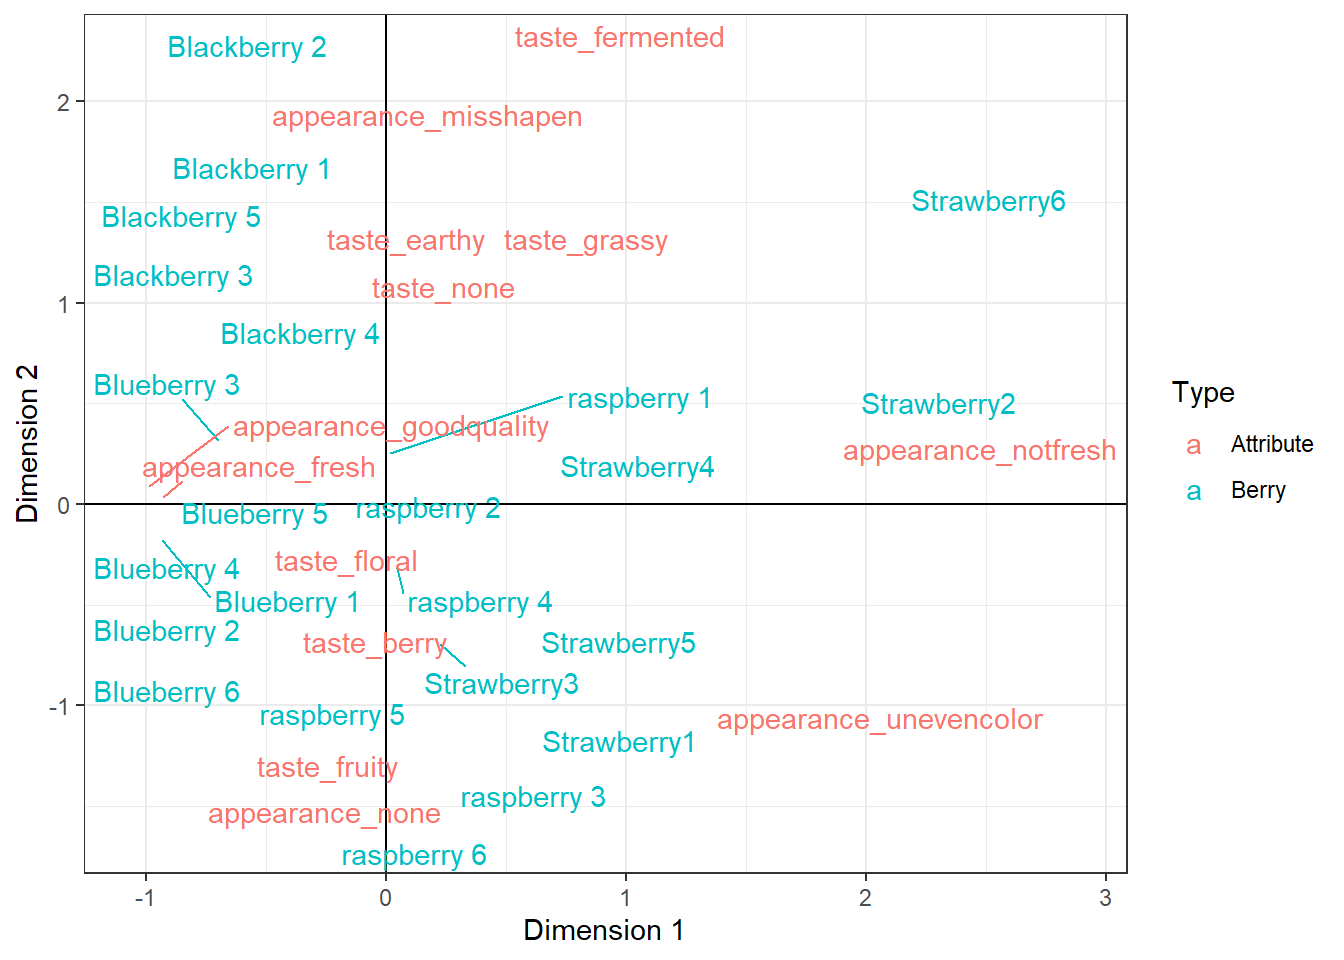 taste_fermented
Blackberry 2
2
appearance_misshapen
Blackberry 1
Strawberry6
Blackberry 5
taste_earthy
taste_grassy
Blackberry 3
taste_none
1
Blackberry 4
Blueberry 3
raspberry 1
Strawberry2
appearance_goodquality
appearance_notfresh
appearance_fresh
Strawberry4
0
Blueberry 5
raspberry 2
taste_floral
Blueberry 4
Blueberry 1
raspberry 4
Blueberry 2
taste_berry
Strawberry5
Strawberry3
Blueberry 6
-1
raspberry 5
appearance_unevencolor
Strawberry1
taste_fruity
raspberry 3
appearance_none
raspberry 6
-1
0
1
2
3
Dimension 1
Dimension 2
Type
a Attribute
a Berry